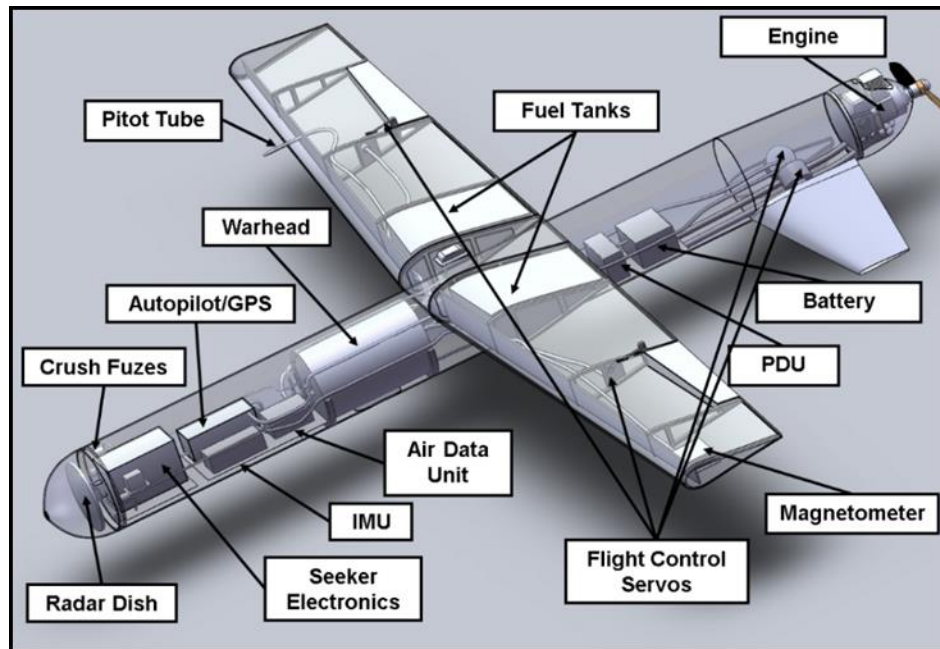 Engine
Pitot Tube
Fuel Tanks
Warhead
Autopilot/GPS
Battery
Crush Fuzes
PDU
Air Data
Unit
IMU
Magnetometer
Flight Control
Servos
Seeker
Electronics
Radar Dish